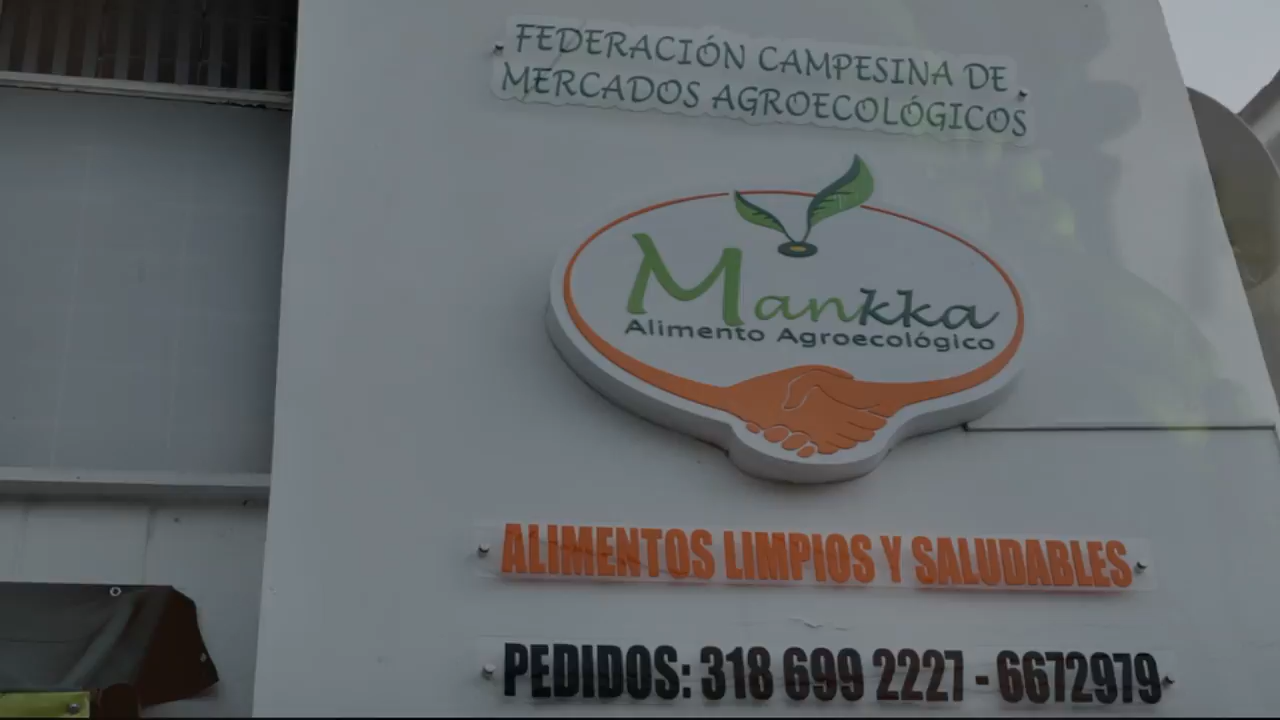 FEDERACIÓN CAMPESINA DE
MERCADOS AGROECOLÓGICOS
Mankka
Alimento Agroecológico
ALIMENTOS LIMPIOS Y SALUDABLES
PEDIDOS: 318 699 2227 - 6672979